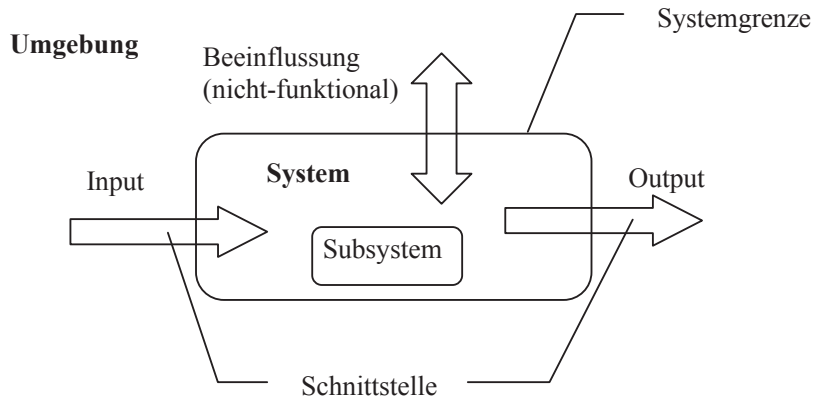 Systemgrenze
Umgebung
Beeinflussung
(nicht-funktional)
Input
System
Output
Subsystem
Schnittstelle